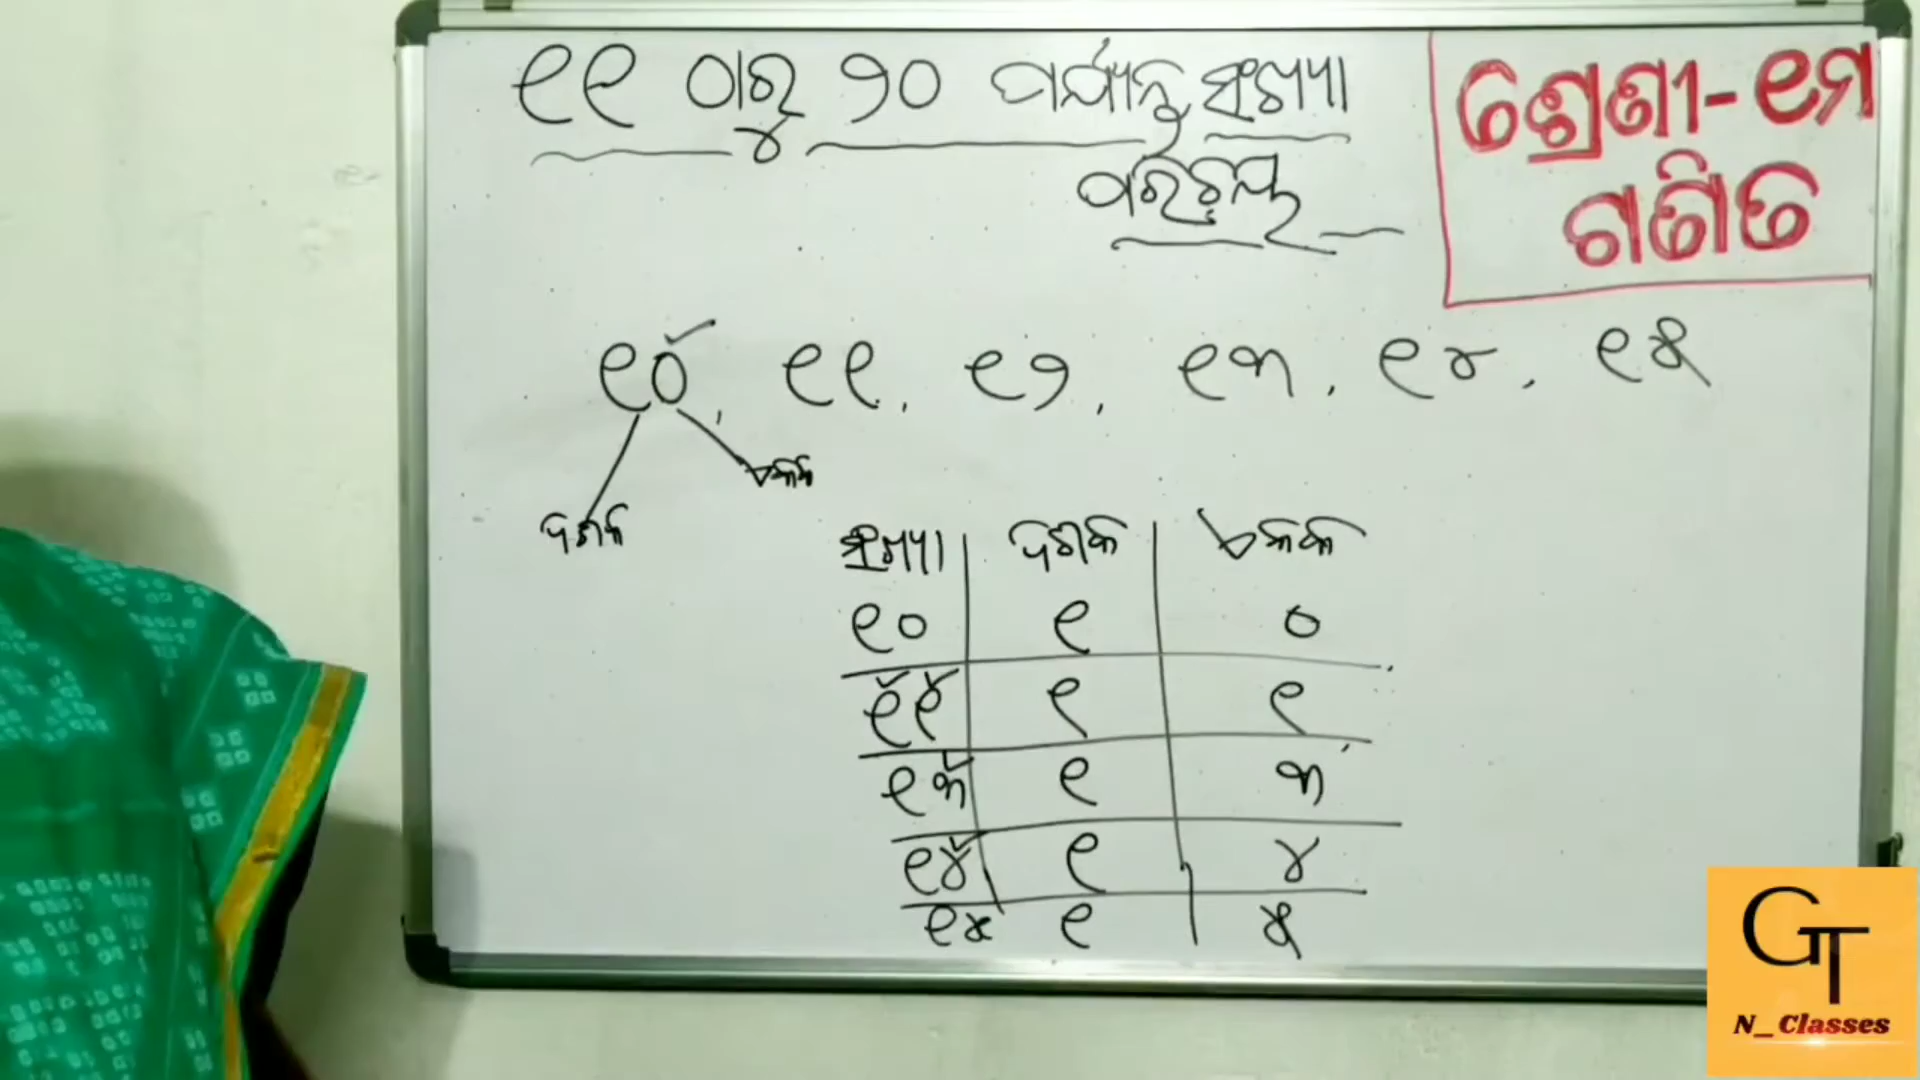 ୧୧ ଠାରୁ ୨୦ ପର୍ଯ୍ୟନ୍ତ ସଂଖ୍ୟା
ପରିଚୟ
ଶ୍ରେଣୀ-୧ମ
ଗଣିତ
୧୦, ୧୧, ୧୨, ୧୩, ୧୪, ୧୫
ଦଶକ ଏକକ
ସଂଖ୍ୟା ଦଶକ ଏକକ
୧୦ ୧ ୦
୧୧ ୧ ୧
୧୩ ୧ ୩
୧୪ ୧ ୪
୧୫ ୧ ୫
GT
N_Classes